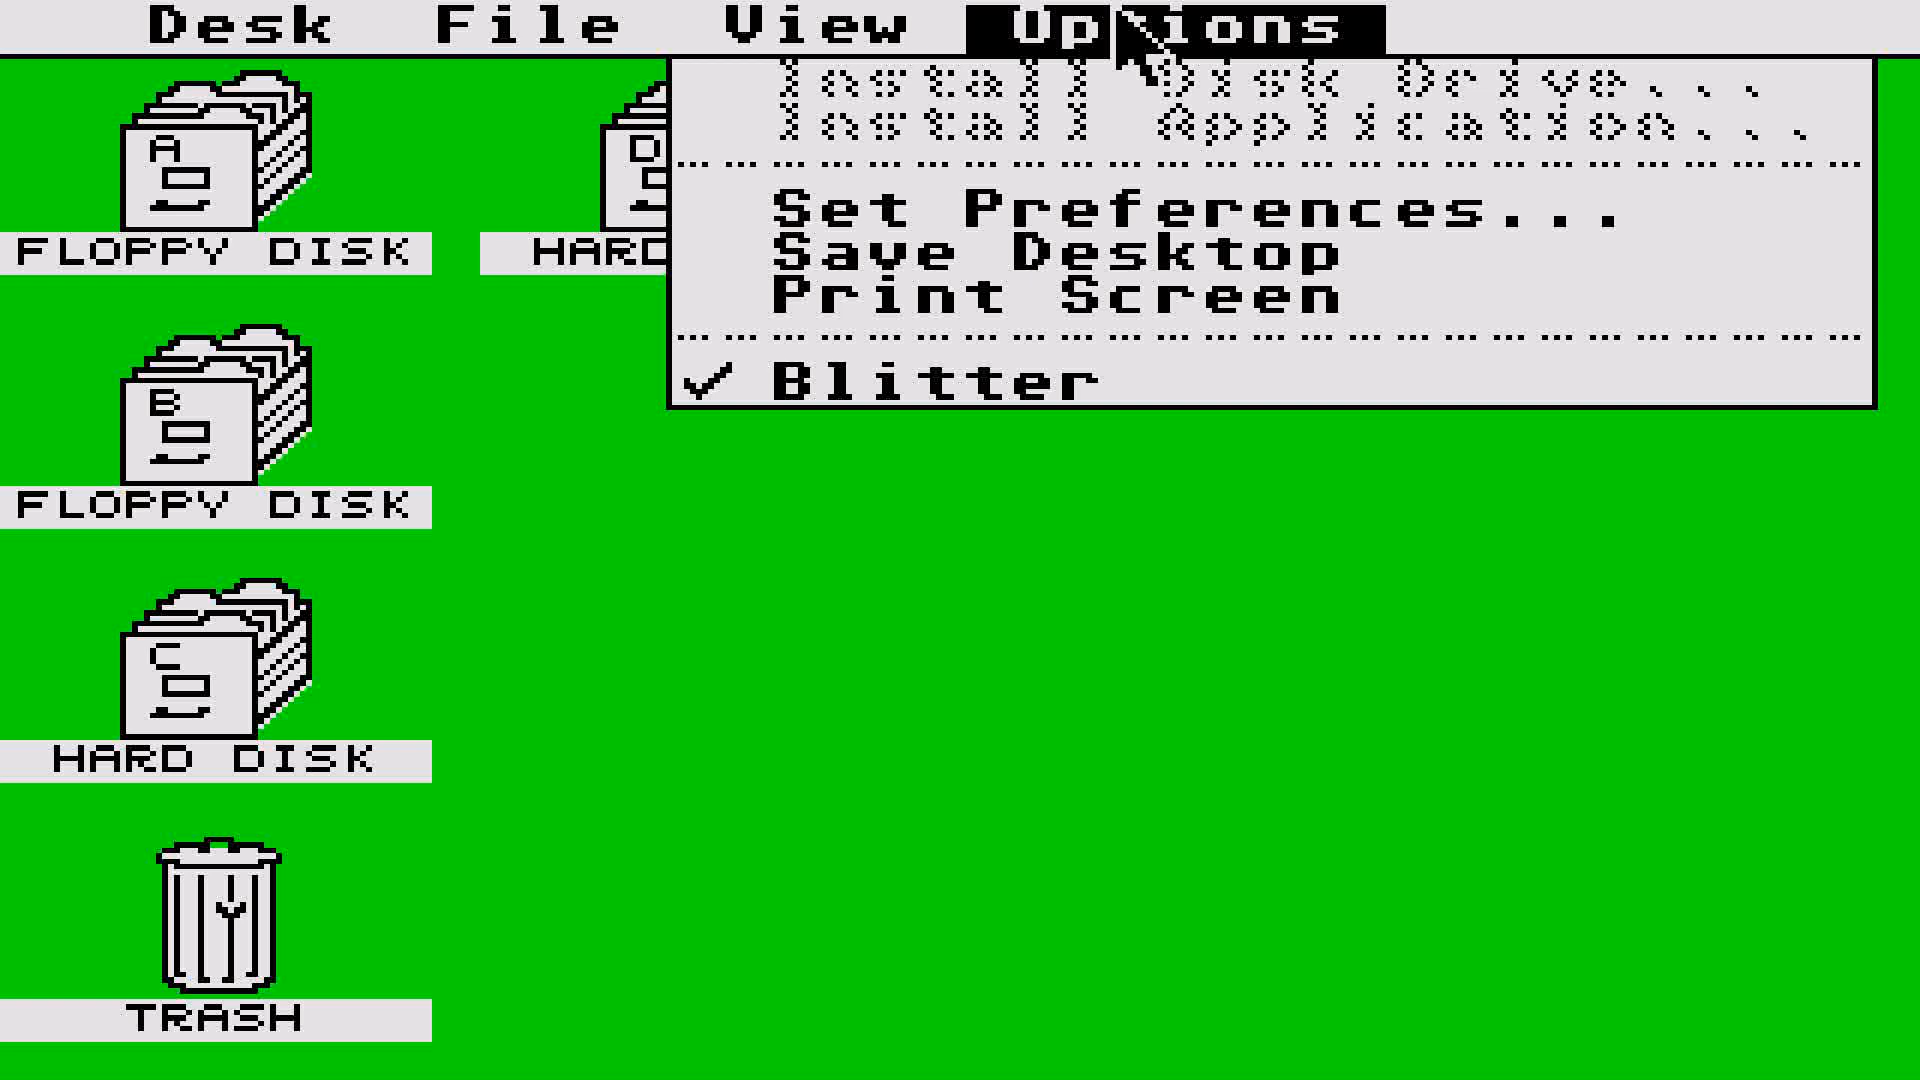 Desk File View Options
Install Disk Drive...
Install Application...
Set Preferences...
Save Desktop
Print Screen
✓ Blitter
A
FLOPPY DISK
D
HARD
B
FLOPPY DISK
C
HARD DISK
TRASH